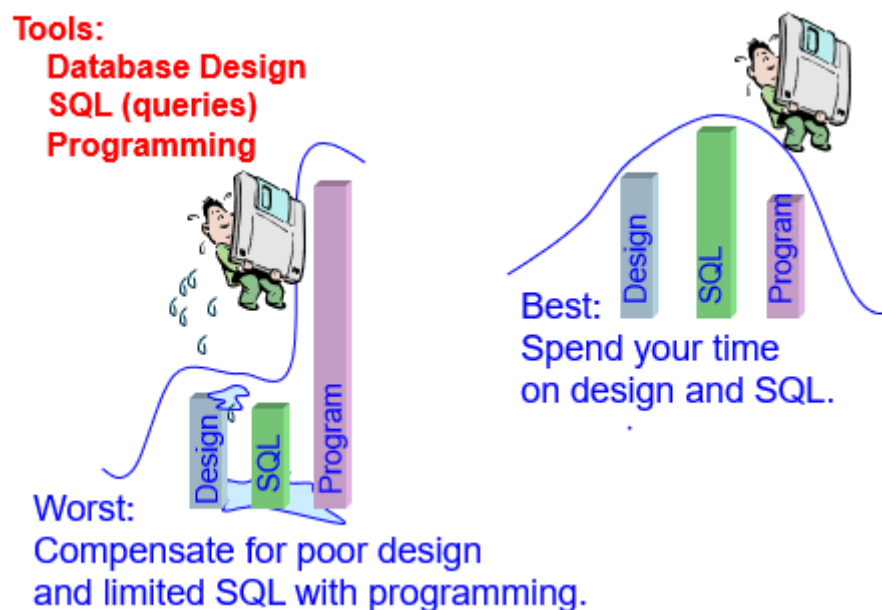 Tools:
Database Design
SQL (queries)
Programming
Design
SQL
Program
Worst:
Compensate for poor design
and limited SQL with programming.
Design
SQL
Program
Best:
Spend your time
on design and SQL.